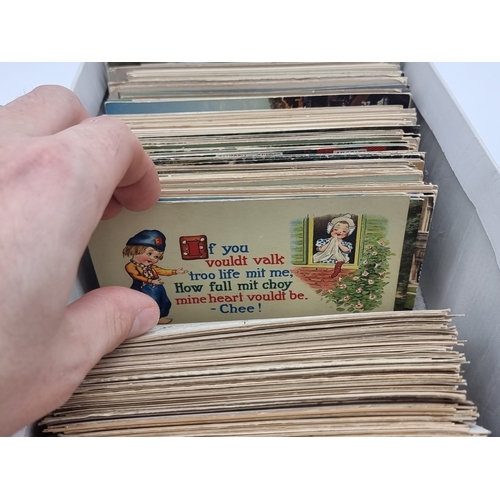 If you
vouldt valk
troo life mit me,
How full mit choy
mine heart vouldt be.
- Chee!